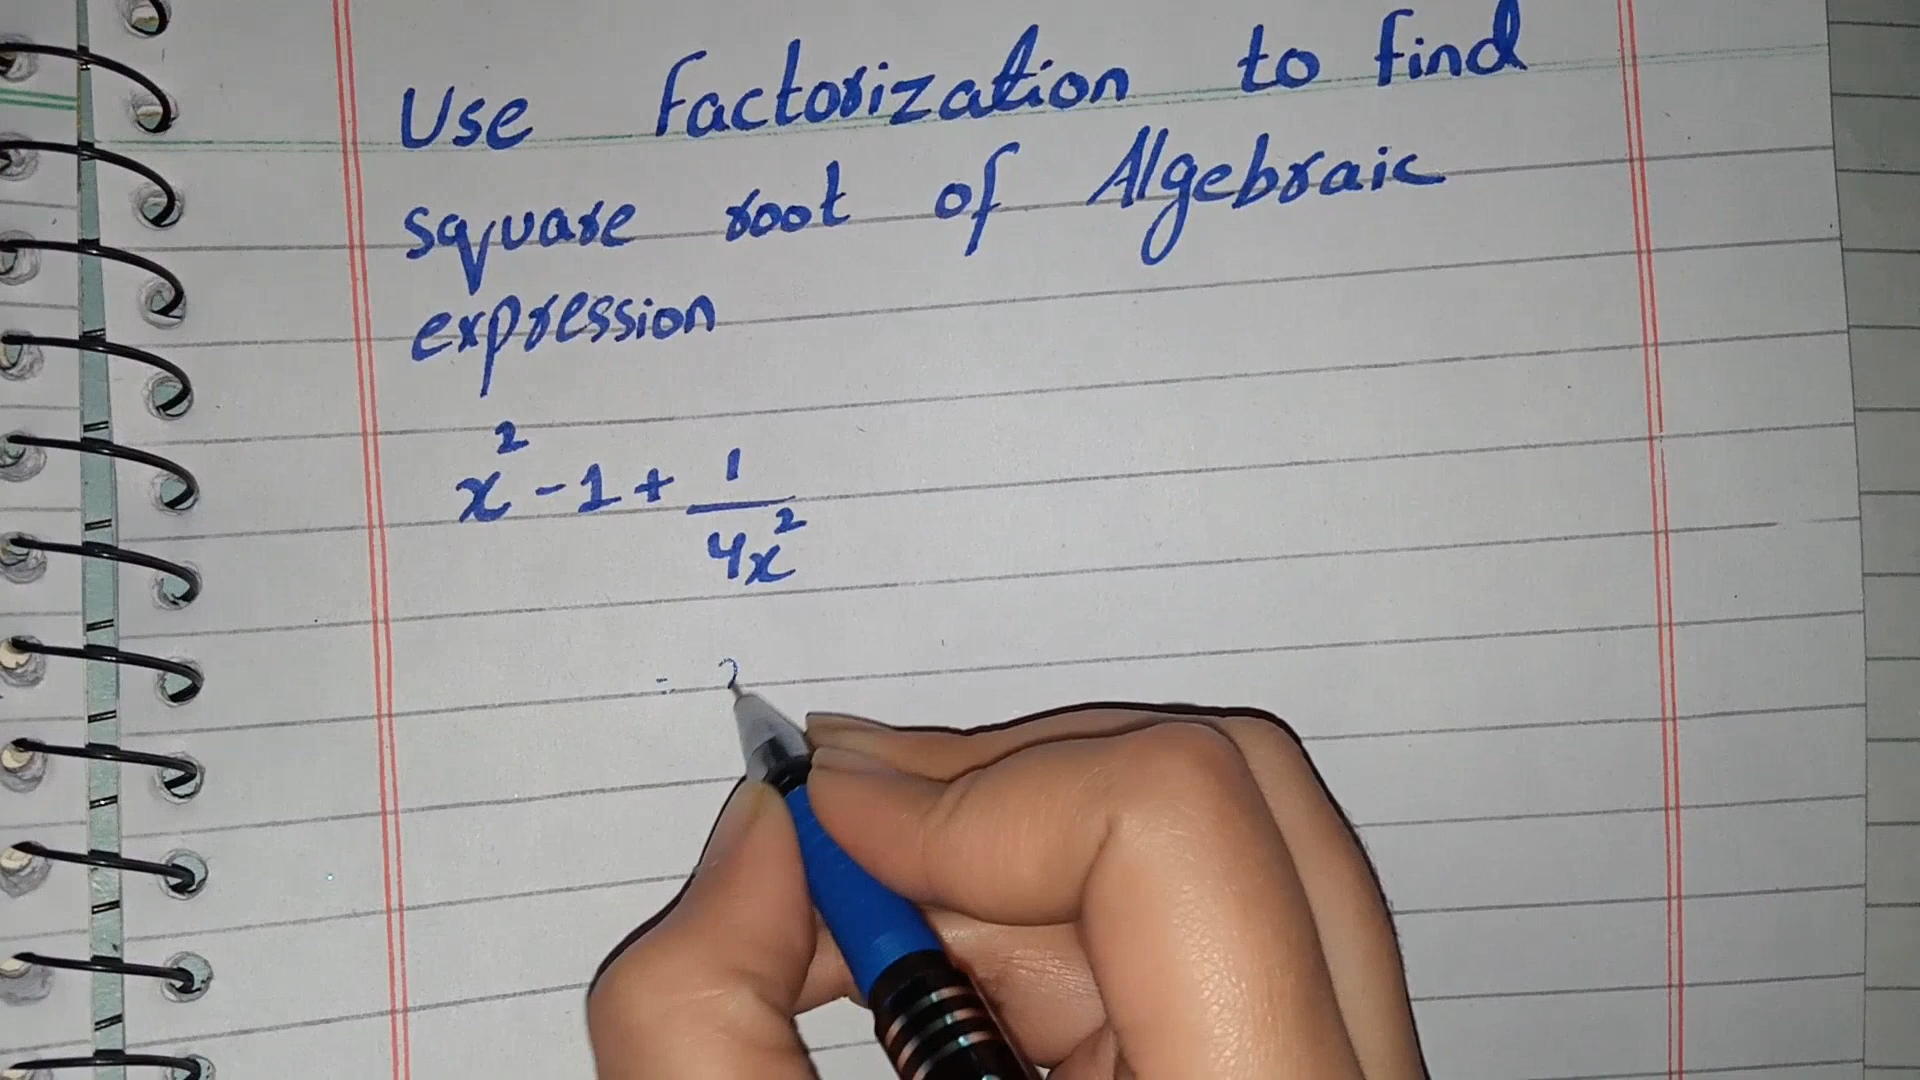 Use Factorization to find
square root of Algebraic
expression
x² - 1 + 1/4x²
= ?